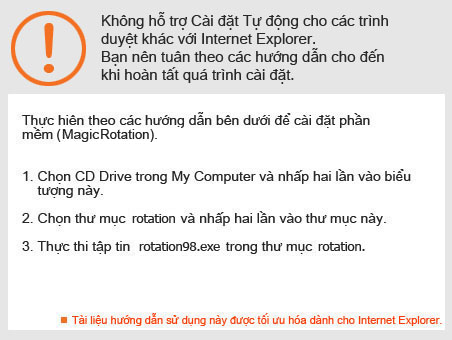 Không hỗ trợ Cài đặt Tự động cho các trình
duyệt khác với Internet Explorer.
Bạn nên tuân theo các hướng dẫn cho đến
khi hoàn tất quá trình cài đặt.
Thực hiện theo các hướng dẫn bên dưới để cài đặt phần
mềm (MagicRotation).
1. Chọn CD Drive trong My Computer và nhấp hai lần vào biểu
tượng này.
2. Chọn thư mục rotation và nhấp hai lần vào thư mục này.
3. Thực thi tập tin rotation98.exe trong thư mục rotation.
Tài liệu hướng dẫn sử dụng này được tối ưu hóa dành cho Internet Explorer.